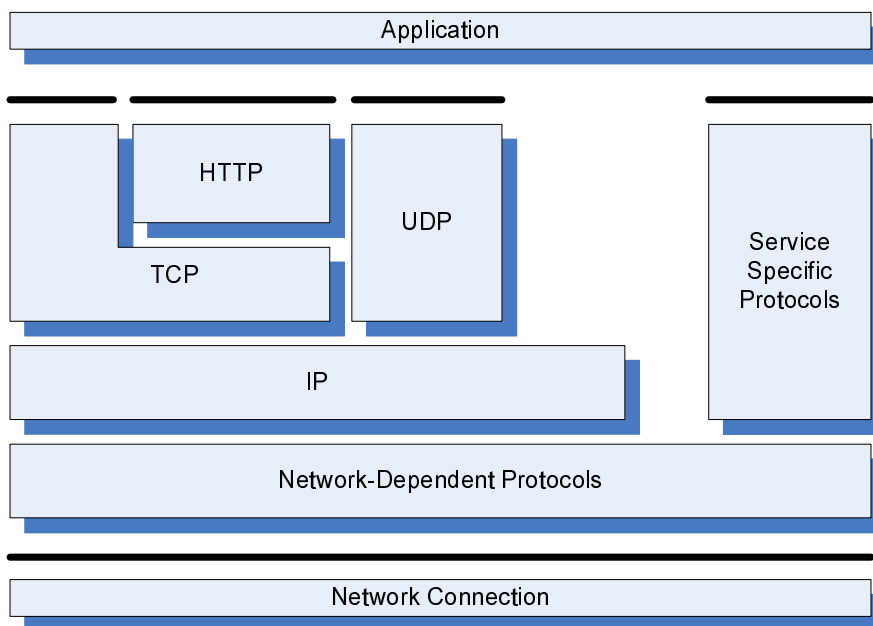 Application
HTTP
UDP
TCP
Service
Specific
Protocols
IP
Network-Dependent Protocols
Network Connection